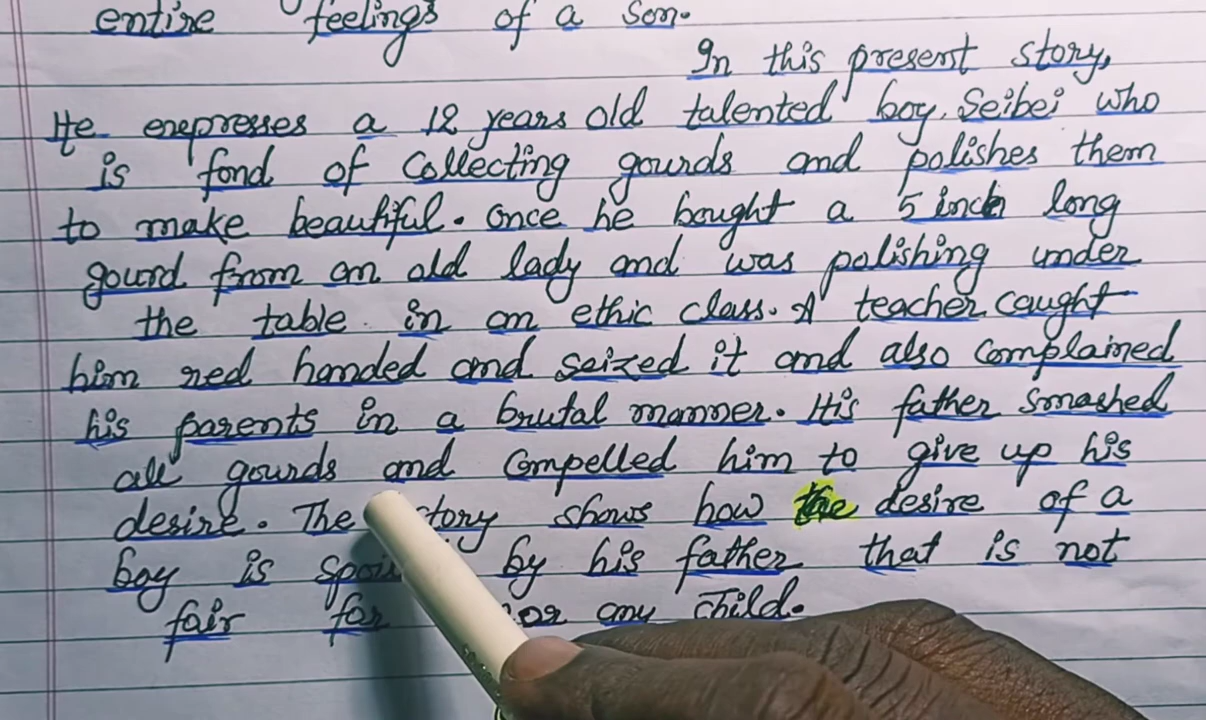 entire feelings of a son.
In this present story,
He exepresses a 12 years old talented boy, Seibei who
is fond of collecting gourds and polishes them
to make beautiful. Once he bought a 5 inch long
gourd from an old lady and was polishing under
the table in an ethic class. A teacher caught
him red handed and seized it and also complained
his parents in a brutal manner. His father smashed
all gourds and compelled him to give up his
desire. The story shows how the desire of a
boy is by his father that is not
fair for any child.